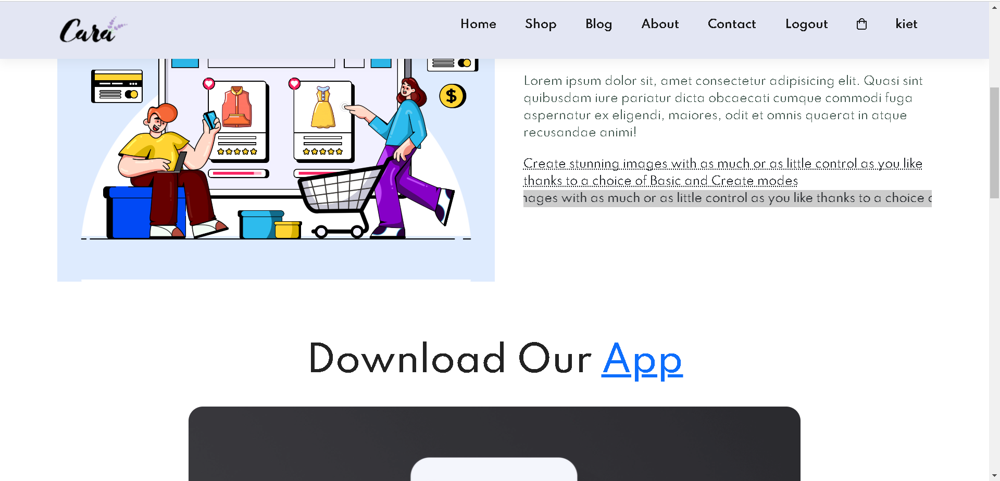 Cara
Home Shop Blog About Contact Logout kiet
Lorem ipsum dolor sit, amet consectetur adipisicing elit. Quasi sint
quibusdam iure pariatur dicta obcaecati cumque commodi fuga
aspernatur ex eligendi, maiores, odit et omnis quaerat in atque
recusandae animi!
$
Create stunning images with as much or as little control as you like
thanks to a choice of Basic and Create modes
ages with as much or as little control as you like thanks to a choice
Download Our App